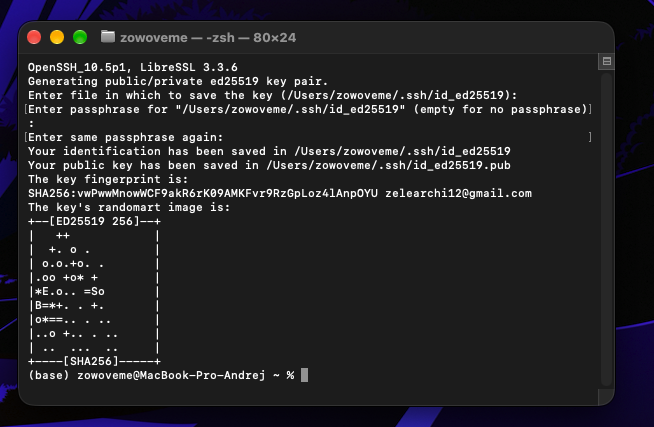 zowoveme — -zsh — 80×24
OpenSSH_10.5p1, LibreSSL 3.3.6
Generating public/private ed25519 key pair.
Enter file in which to save the key (/Users/zowoveme/.ssh/id_ed25519):
[Enter passphrase for "/Users/zowoveme/.ssh/id_ed25519" (empty for no passphrase)]
:
[Enter same passphrase again: ]
Your identification has been saved in /Users/zowoveme/.ssh/id_ed25519
Your public key has been saved in /Users/zowoveme/.ssh/id_ed25519.pub
The key fingerprint is:
SHA256:vwPwwMnowWCF9akR6rK09AMKFvr9RzGpLoz4lAnpOYU zelearchi12@gmail.com
The key's randomart image is:
+--[ED25519 256]--+
|   ++            |
|  +. o .         |
| o.o.+o. .       |
|.oo +o* +        |
|*E.o.. =So       |
|B=*+. . +.       |
|o*==.. . ..      |
|..o +.. . ..     |
| ..  ...  ..     |
+----[SHA256]-----+
(base) zowoveme@MacBook-Pro-Andrej ~ %